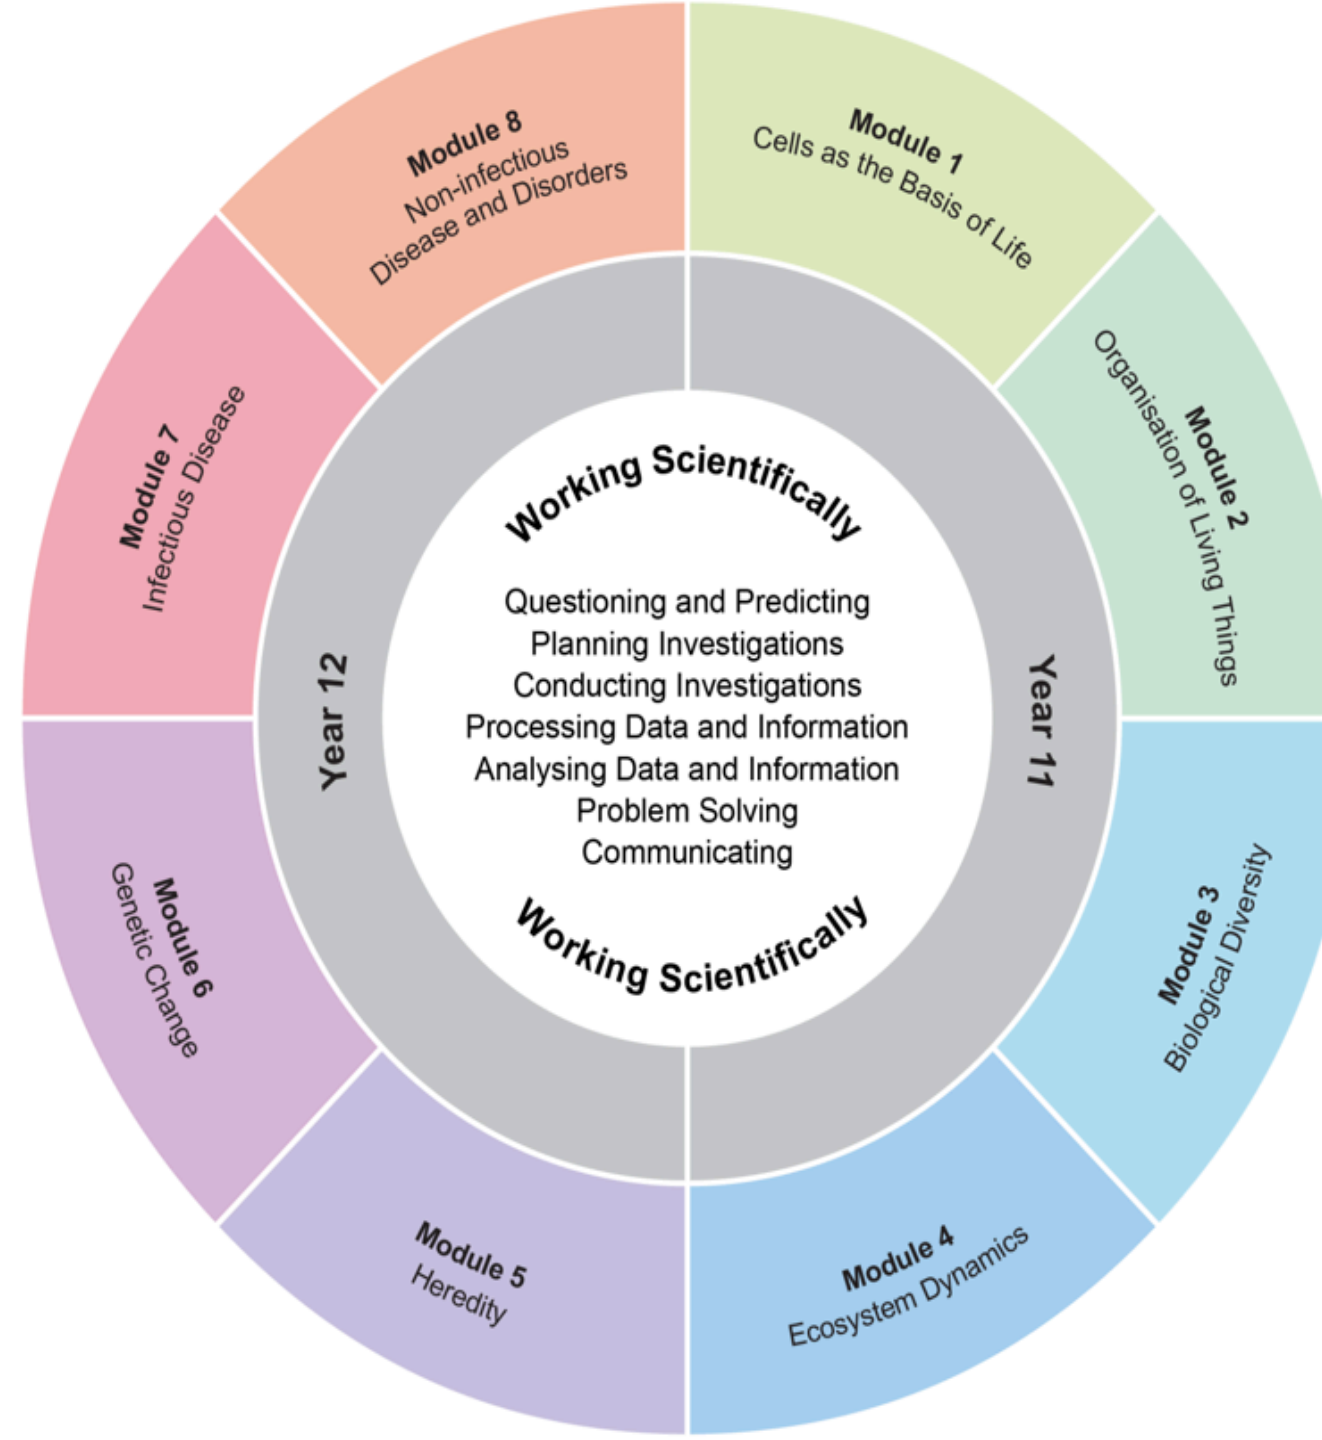 Module 1
Cells as the Basis of Life
Module 2
Organisation of Living Things
Module 3
Biological Diversity
Module 4
Ecosystem Dynamics
Module 5
Heredity
Module 6
Genetic Change
Module 7
Infectious Disease
Module 8
Non-infectious
Disease and Disorders
Year 11
Year 12
Working Scientifically
Questioning and Predicting
Planning Investigations
Conducting Investigations
Processing Data and Information
Analysing Data and Information
Problem Solving
Communicating
Working Scientifically